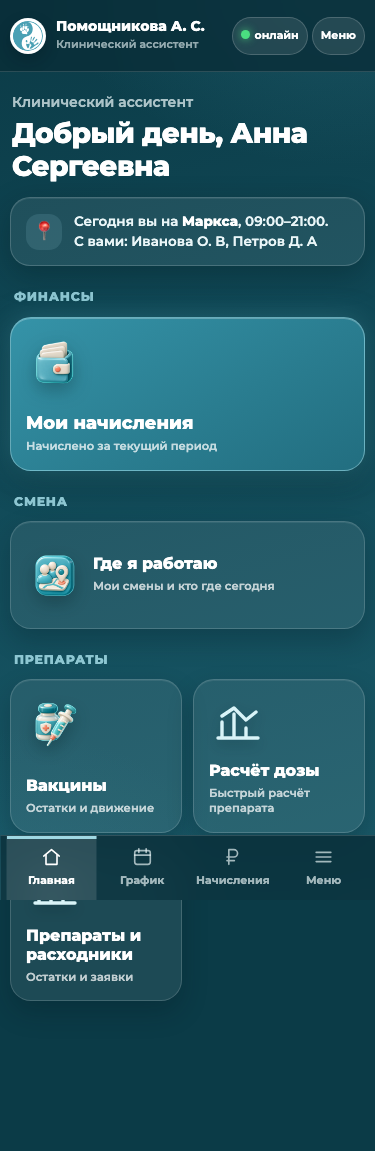 Помощникова А. С.
Клинический ассистент
онлайн
Меню
Клинический ассистент
Добрый день, Анна
Сергеевна
Сегодня вы на Маркса, 09:00–21:00.
С вами: Иванова О. В, Петров Д. А
ФИНАНСЫ
Мои начисления
Начислено за текущий период
СМЕНА
Где я работаю
Мои смены и кто где сегодня
ПРЕПАРАТЫ
Вакцины
Остатки и движение
Расчёт дозы
Быстрый расчёт
препарата
Главная
График
Начисления
Меню
Препараты и
расходники
Остатки и заявки